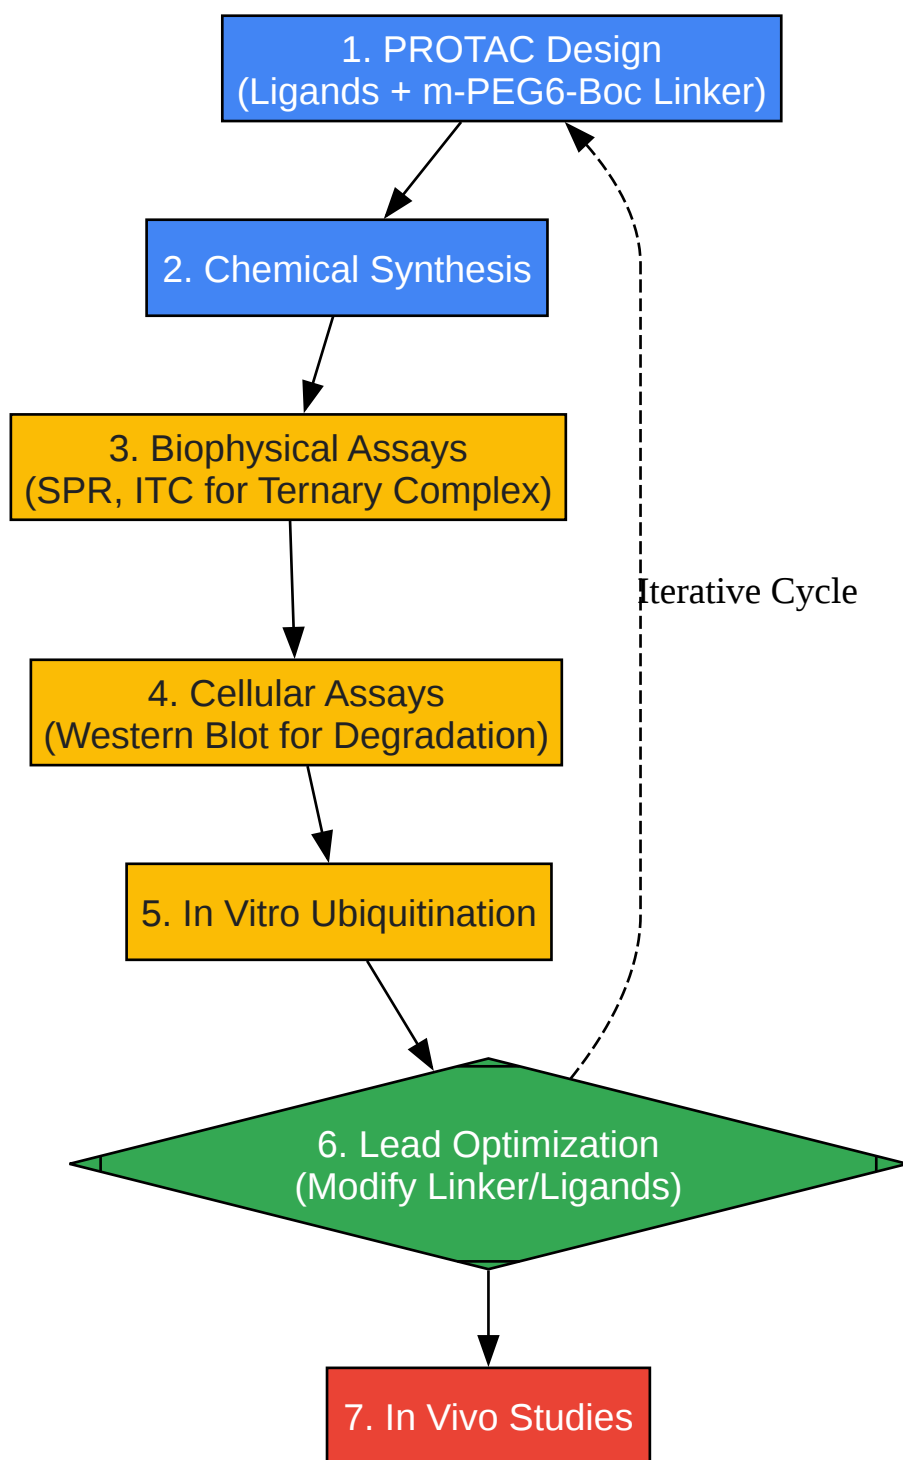 1. PROTAC Design
(Ligands + m-PEG6-Boc Linker)
2. Chemical Synthesis
3. Biophysical Assays
(SPR, ITC for Ternary Complex)
Iterative Cycle
4. Cellular Assays
(Western Blot for Degradation)
5. In Vitro Ubiquitination
6. Lead Optimization
(Modify Linker/Ligands)
7. In Vivo Studies